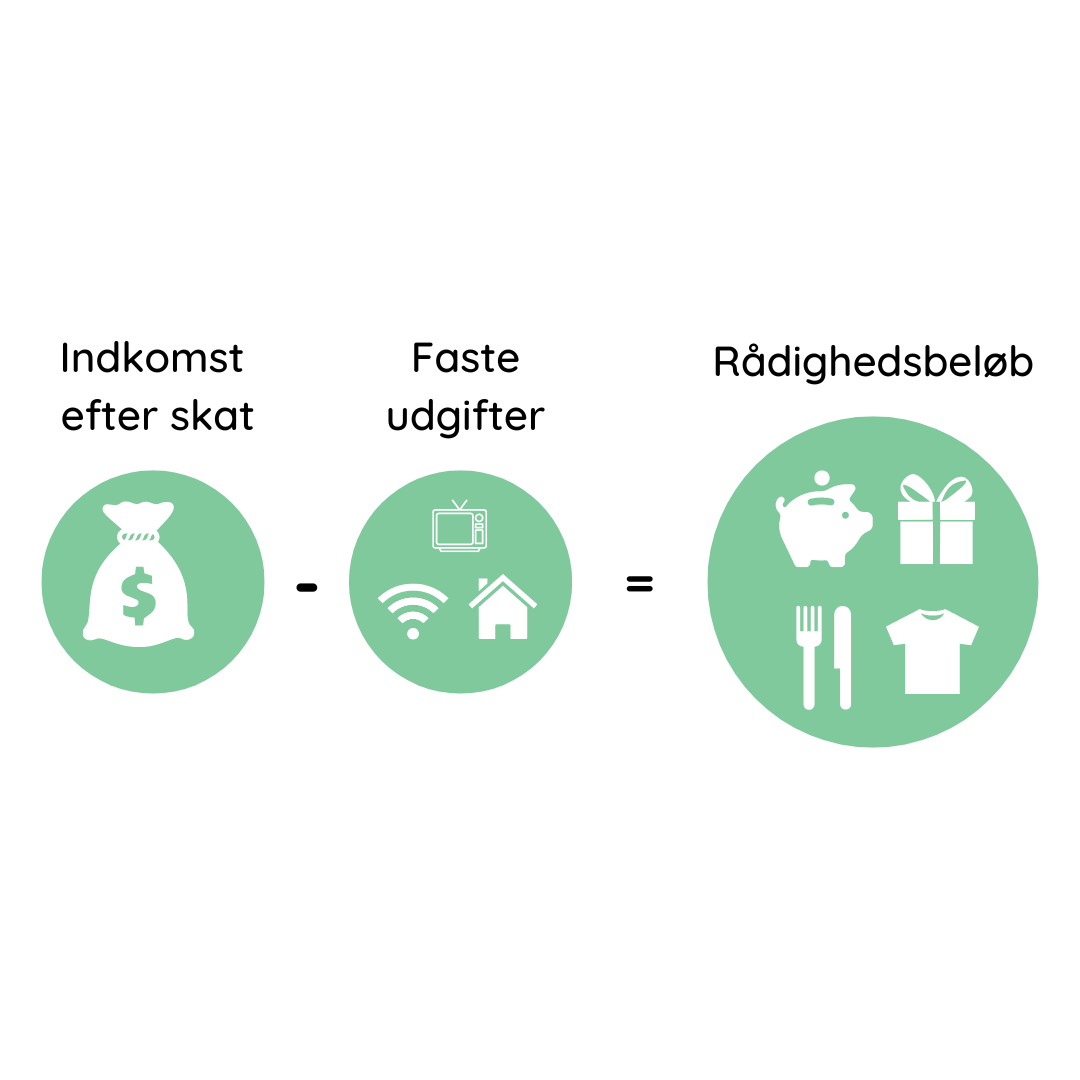 Indkomst
efter skat
Faste
udgifter
Rådighedsbeløb
$
-
=